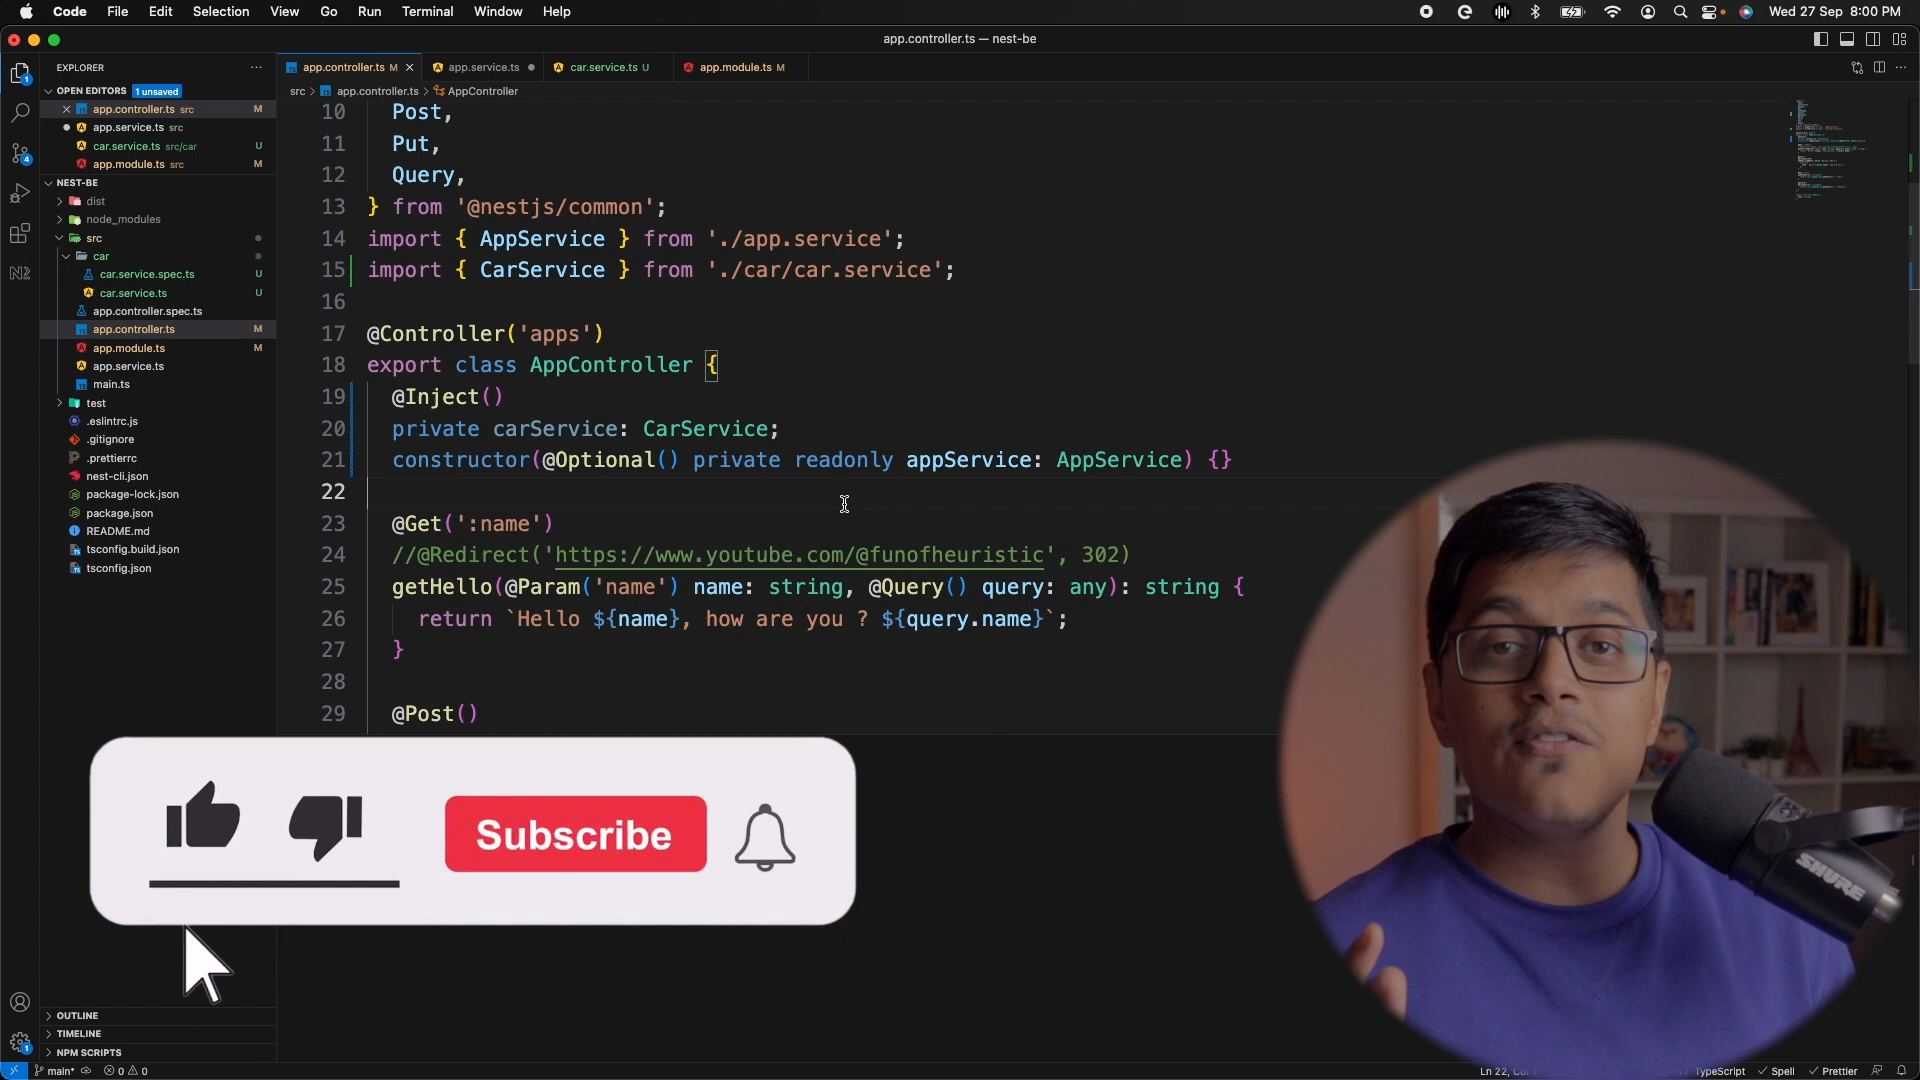 Code File Edit Selection View Go Run Terminal Window Help
Wed 27 Sep 8:00 PM
app.controller.ts — nest-be
EXPLORER
app.controller.ts M
app.service.ts
car.service.ts U
app.module.ts M
OPEN EDITORS 1 unsaved
src > app.controller.ts > AppController
app.controller.ts src M
app.service.ts src
car.service.ts src/car U
app.module.ts src M
NEST-BE
dist
node_modules
src
car
car.service.spec.ts U
car.service.ts U
app.controller.spec.ts
app.controller.ts M
app.module.ts M
app.service.ts
main.ts
test
.eslintrc.js
.gitignore
.prettierrc
nest-cli.json
package-lock.json
package.json
README.md
tsconfig.build.json
tsconfig.json
10 Post,
11 Put,
12 Query,
13 } from '@nestjs/common';
14 import { AppService } from './app.service';
15 import { CarService } from './car/car.service';
16
17 @Controller('apps')
18 export class AppController {
19 @Inject()
20 private carService: CarService;
21 constructor(@Optional() private readonly appService: AppService) {}
22
23 @Get(':name')
24 //@Redirect('https://www.youtube.com/@funofheuristic', 302)
25 getHello(@Param('name') name: string, @Query() query: any): string {
26 return `Hello ${name}, how are you ? ${query.name}`;
27 }
28
29 @Post()
Subscribe
SHURE
OUTLINE
TIMELINE
NPM SCRIPTS
main* 0 0
Ln 22,
TypeScript Spell Prettier